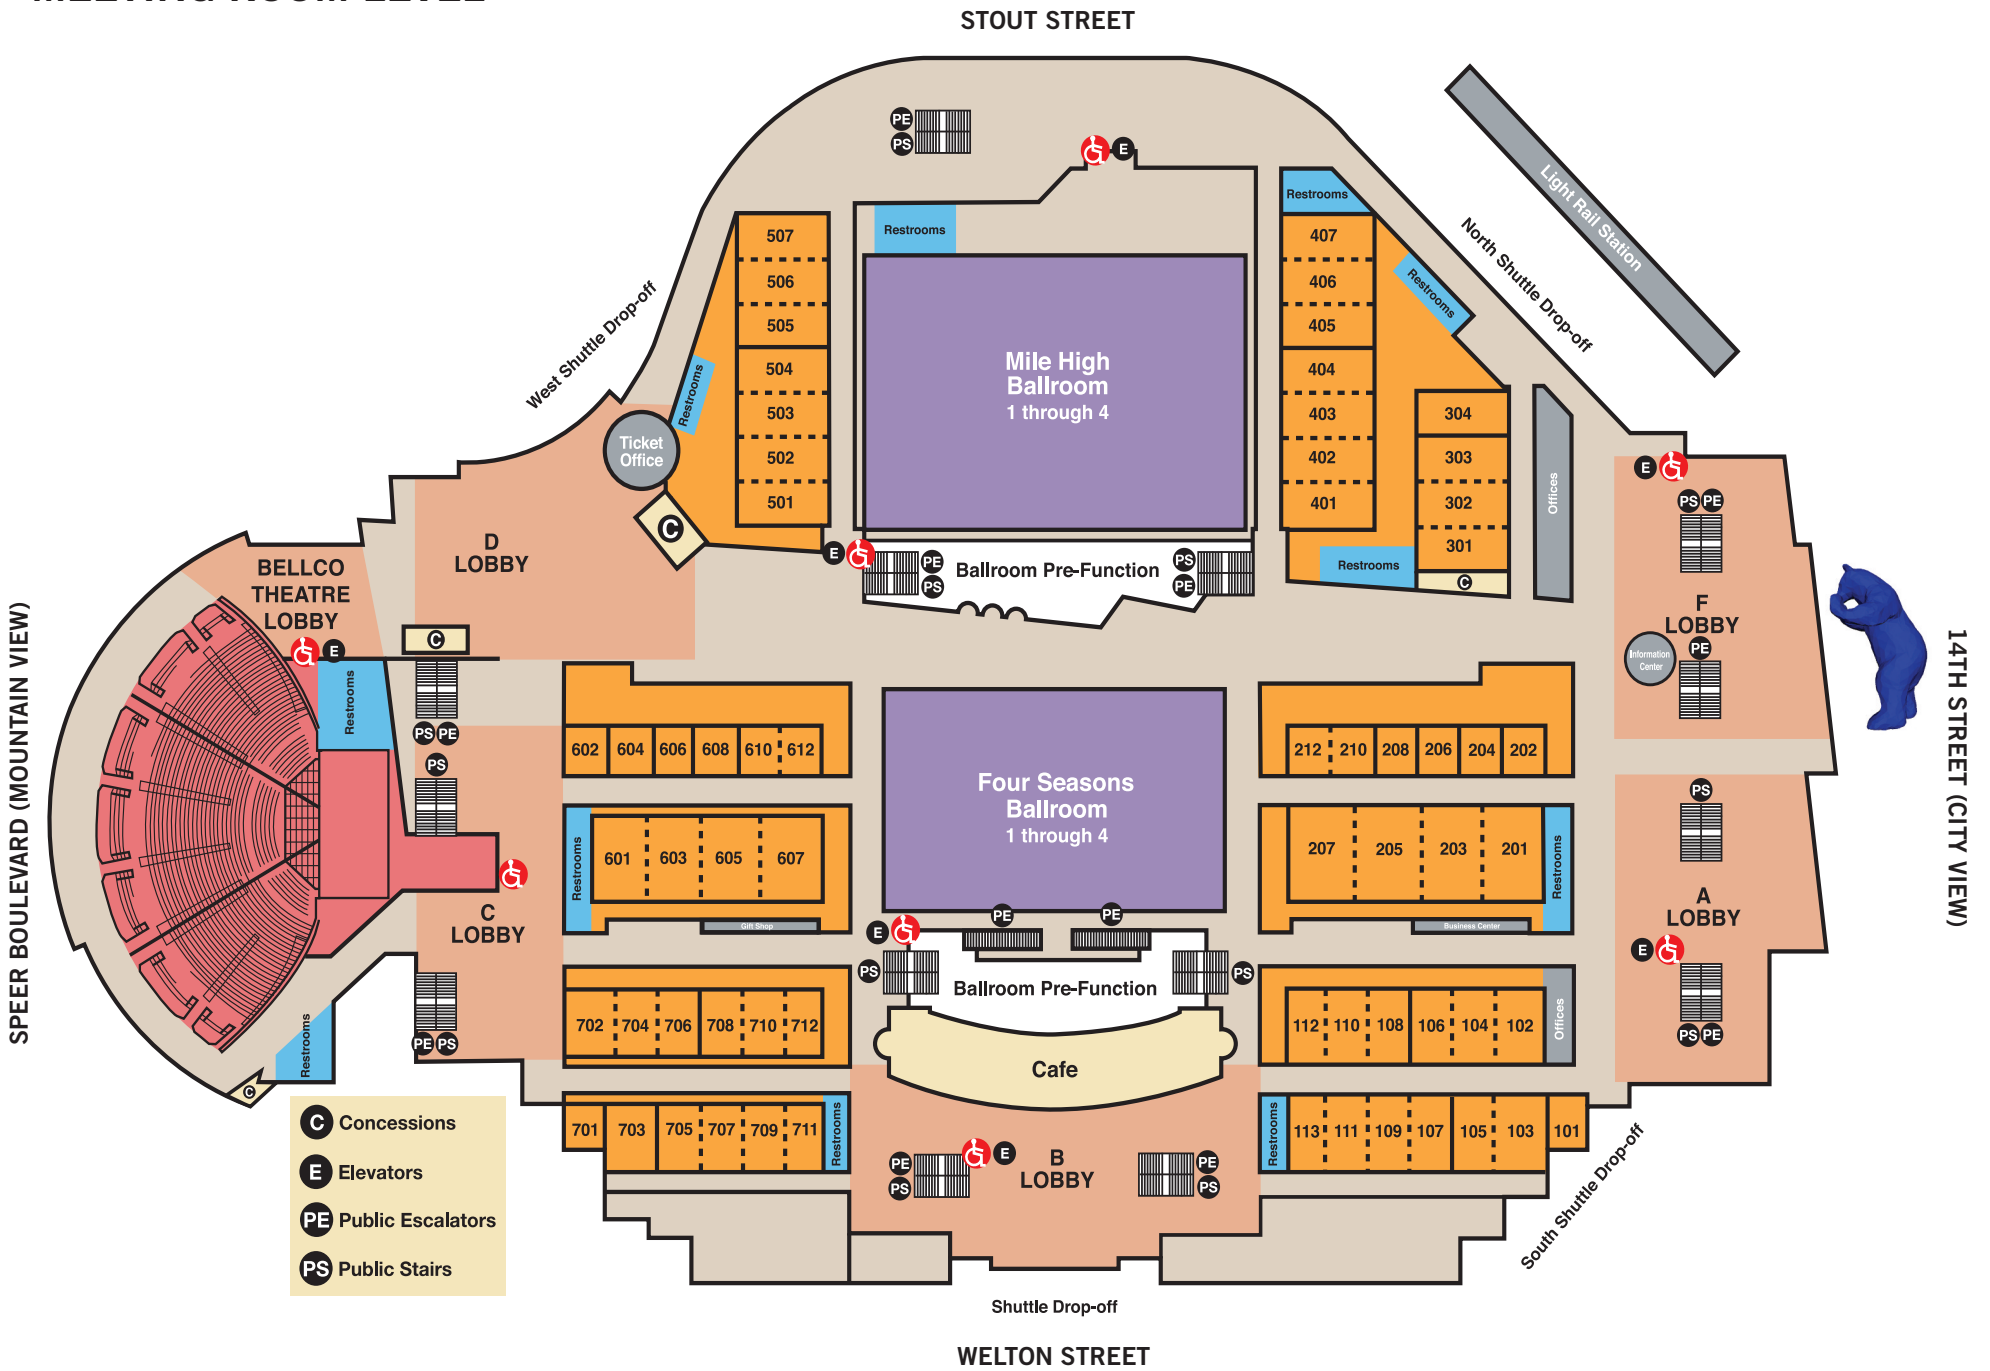 MEETING ROOM LEVEL
STOUT STREET
PE
PS
E
Light Rail Station
North Shuttle Drop-off
West Shuttle Drop-off
Restrooms
507
506
505
504
503
502
501
Restrooms
Ticket
Office
C
Restrooms
Mile High
Ballroom
1 through 4
Restrooms
407
406
405
404
403
402
401
Restrooms
304
303
302
301
C
Restrooms
Offices
E
PS PE
F
LOBBY
PE
Information
Center
D
LOBBY
E
PE
PS
Ballroom Pre-Function
PS
PE
BELLCO
THEATRE
LOBBY
E
C
Restrooms
PS PE
PS
SPEER BOULEVARD (MOUNTAIN VIEW)
14TH STREET (CITY VIEW)
602 604 606 608 610 612
212 210 208 206 204 202
Four Seasons
Ballroom
1 through 4
Restrooms
601 603 605 607
Gift Shop
207 205 203 201
Restrooms
Business Center
PS
A
LOBBY
E
PS PE
C
LOBBY
PE PS
E
PE
PE
PS
PS
Ballroom Pre-Function
Cafe
702 704 706 708 710 712
112 110 108 106 104 102
Offices
Restrooms
C
701 703 705 707 709 711
Restrooms
Restrooms
113 111 109 107 105 103 101
E
PE
PS
B
LOBBY
PE
PS
South Shuttle Drop-off
C Concessions
E Elevators
PE Public Escalators
PS Public Stairs
Shuttle Drop-off
WELTON STREET